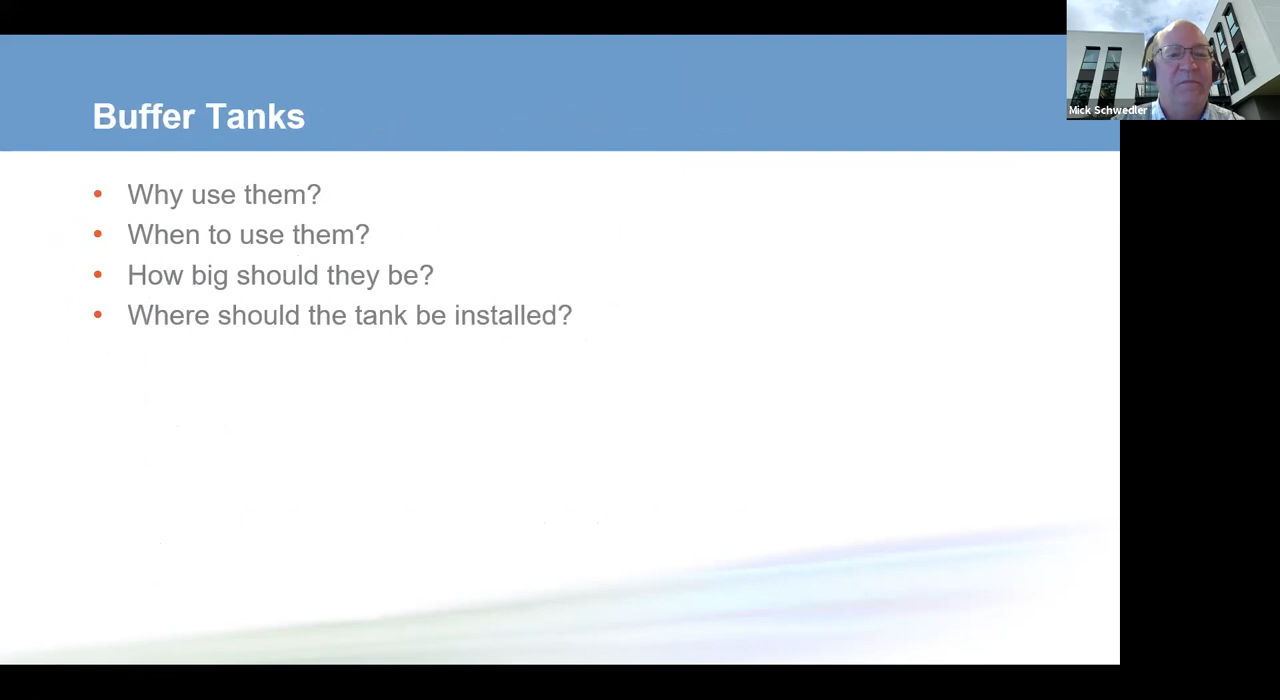 Mick Schwedler
Buffer Tanks
• Why use them?
• When to use them?
• How big should they be?
• Where should the tank be installed?